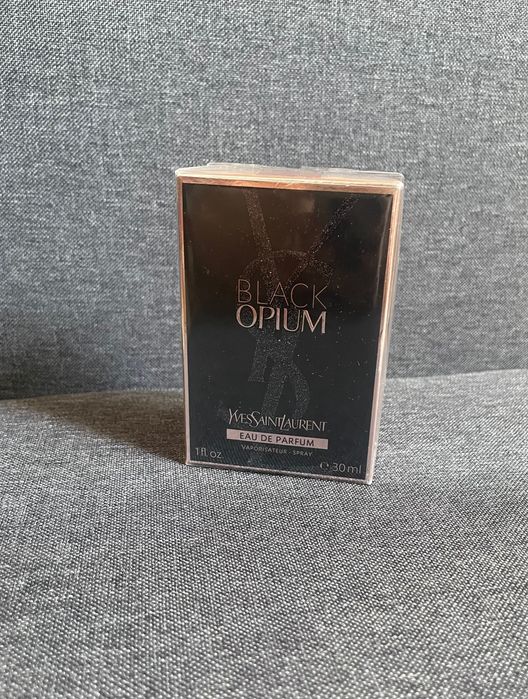 BLACK
OPIUM
YVESSAINTLAURENT
EAU DE PARFUM
VAPORISATEUR - SPRAY
1 fl oz ℮ 30 ml